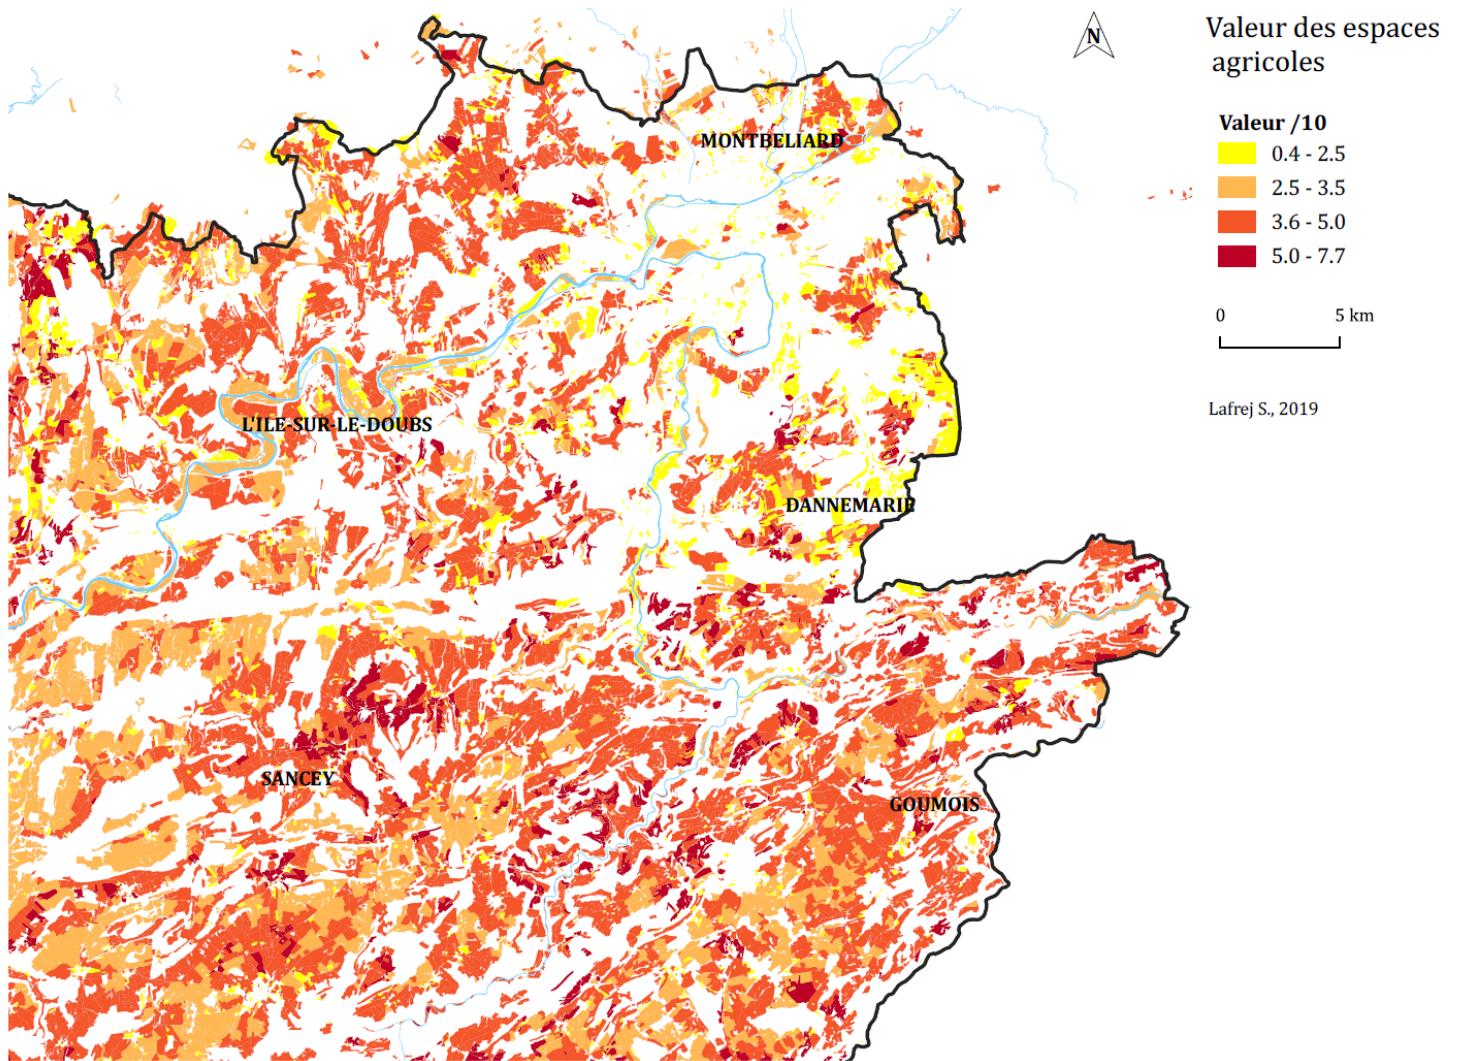 N
Valeur des espaces
agricoles
Valeur /10
0.4 - 2.5
2.5 - 3.5
3.6 - 5.0
5.0 - 7.7
0 5 km
Lafrej S., 2019
MONTBELIARD
L'ILE-SUR-LE-DOUBS
DANNEMARIE
SANCEY
GOUMOIS